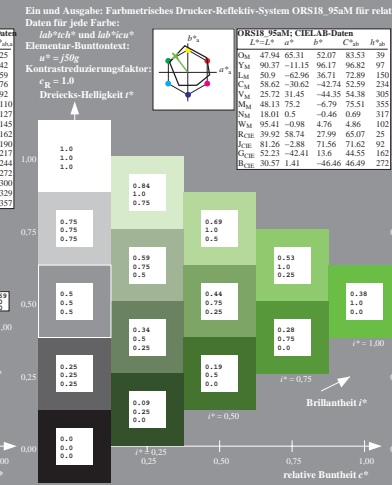 Ein und Ausgabe: Farbmetrisches Drucker-Reflektiv-System ORS18_95aM für relat
Daten für jede Farbe:
lab*tch* und lab*icu*
Elementar-Bunttontext:
u* = j50g
Kontrastreduzierungsfaktor:
c_R = 1.0
Dreiecks-Helligkeit t*
b*a
a*a
ORS18_95aM; CIELAB-Daten
L*=L*a a*a b*a C*ab,a h*ab
O_M 47.94 65.31 52.07 83.53 39
Y_M 90.37 −11.15 96.17 96.82 97
L_M 50.9 −62.96 36.71 72.89 150
C_M 58.62 −30.62 −42.74 52.59 234
V_M 25.72 31.45 −44.35 54.38 305
M_M 48.13 75.2 −6.79 75.51 355
N_M 18.01 0.5 −0.46 0.69 317
W_M 95.41 −0.98 4.76 4.86 102
R_CIE 39.92 58.74 27.99 65.07 25
J_CIE 81.26 −2.88 71.56 71.62 92
G_CIE 52.23 −42.41 13.6 44.55 162
B_CIE 30.57 1.41 −46.46 46.49 272
1,00
1.0
1.0
1.0
0.84
1.0
0.75
0,75
0.75
0.75
0.75
0.69
1.0
0.5
0.59
0.75
0.5
0.53
1.0
0.25
0,50
0.5
0.5
0.5
0.44
0.75
0.25
0.38
1.0
0.0
0.34
0.5
0.25
0.28
0.75
0.0
i* = 1,00
0,25
0.25
0.25
0.25
0.19
0.5
0.0
i* = 0,75
0.09
0.25
0.0
Brillantheit i*
i* = 0,50
0,00
0.0
0.0
0.0
i* = 0,25
0,25
0,50
0,75
1,00
relative Buntheit c*